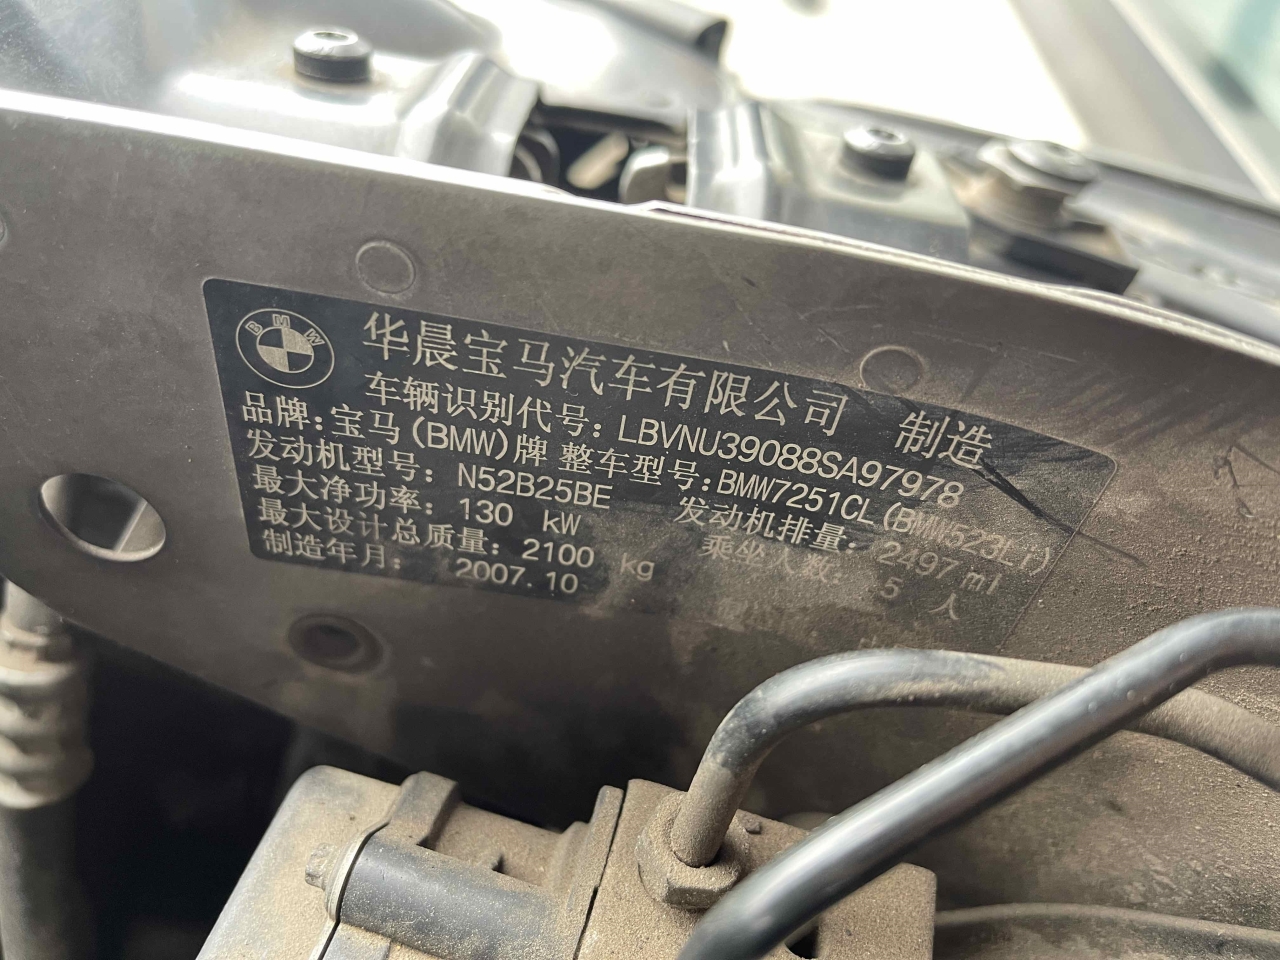 BMW
华晨宝马汽车有限公司 制造
车辆识别代号: LBVNU39088SA97978
品牌: 宝马(BMW)牌 整车型号: BMW7251CL(BMW523Li)
发动机型号: N52B25BE 发动机排量: 2497 ml
最大净功率: 130 kW 乘坐人数: 5 人
最大设计总质量: 2100 kg
制造年月: 2007.10